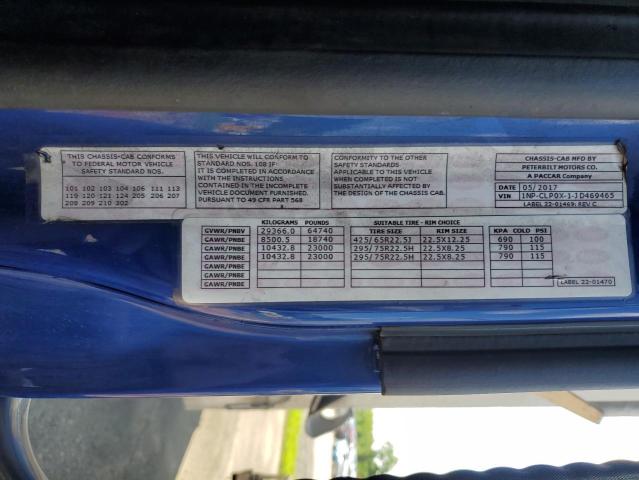 THIS CHASSIS-CAB CONFORMS
TO FEDERAL MOTOR VEHICLE
SAFETY STANDARD NOS.
101 102 103 104 106 111 113
119 120 121 124 205 206 207
208 209 210 302
THIS VEHICLE WILL CONFORM TO
STANDARD NOS. 108 IF
IT IS COMPLETED IN ACCORDANCE
WITH THE INSTRUCTIONS
CONTAINED IN THE INCOMPLETE
VEHICLE DOCUMENT FURNISHED.
PURSUANT TO 49 CFR PART 568
CONFORMITY TO THE OTHER
SAFETY STANDARDS
APPLICABLE TO THIS VEHICLE
WHEN COMPLETED IS NOT
SUBSTANTIALLY AFFECTED BY
THE DESIGN OF THE CHASSIS CAB.
CHASSIS-CAB MFD BY
PETERBILT MOTORS CO.
A PACCAR Company
DATE 05/2017
VIN 1NP-CLP0X-1-JD469465
LABEL 22-01469 REV C
KILOGRAMS POUNDS SUITABLE TIRE - RIM CHOICE
TIRE SIZE RIM SIZE KPA COLD PSI
GVWR/PNBV 29366.0 64740
GAWR/PNBE 8500.5 18740 425/65R22.5J 22.5X12.25 690 100
GAWR/PNBE 10432.8 23000 295/75R22.5H 22.5X8.25 790 115
GAWR/PNBE 10432.8 23000 295/75R22.5H 22.5X8.25 790 115
GAWR/PNBE
GAWR/PNBE
GAWR/PNBE
LABEL 22-01470